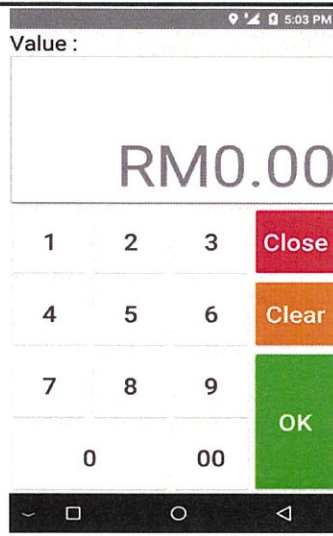 5:03 PM
Value :
RM0.00
1 2 3 Close
4 5 6 Clear
7 8 9
OK
0 00